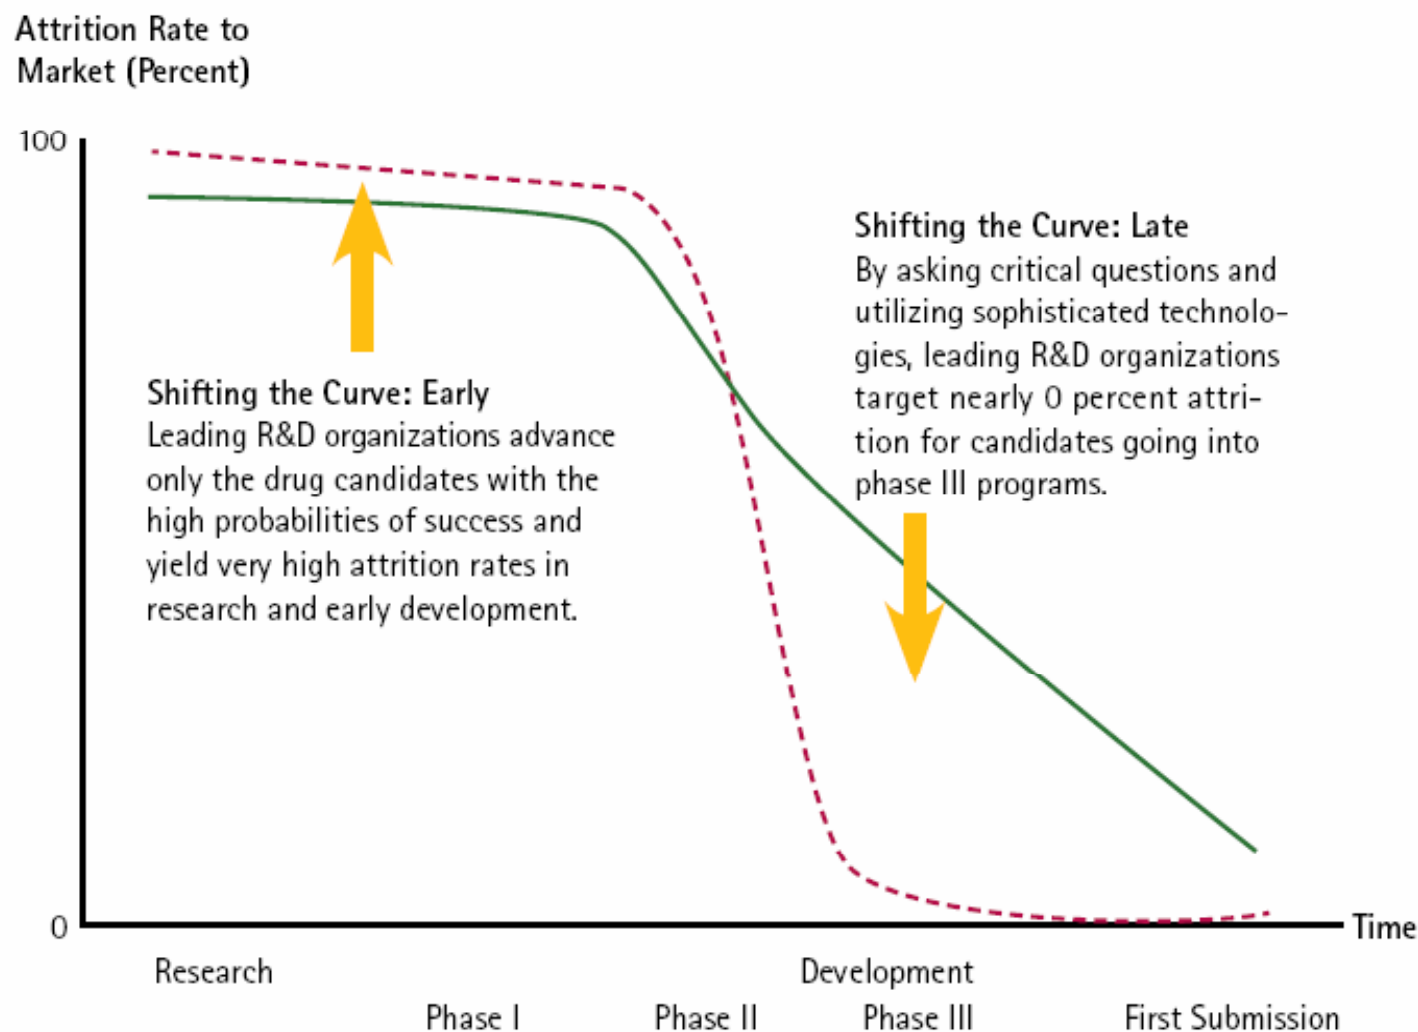 Attrition Rate to
Market (Percent)
100
Shifting the Curve: Early
Leading R&D organizations advance
only the drug candidates with the
high probabilities of success and
yield very high attrition rates in
research and early development.
Shifting the Curve: Late
By asking critical questions and
utilizing sophisticated technolo-
gies, leading R&D organizations
target nearly 0 percent attri-
tion for candidates going into
phase III programs.
0
Time
Research
Development
Phase I
Phase II
Phase III
First Submission